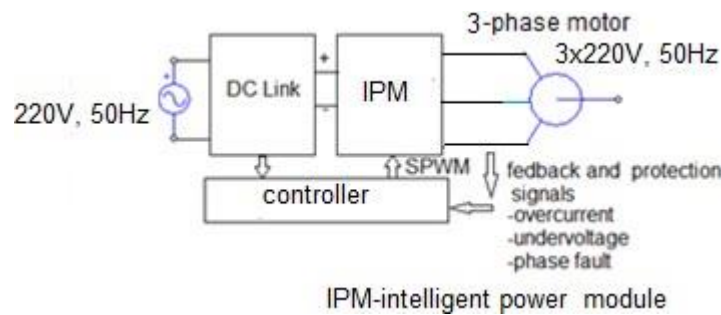 3-phase motor
3x220V, 50Hz
+
DC Link
IPM
+
220V, 50Hz
-
SPWM
fedback and protection
signals
controller
-overcurrent
-undervoltage
-phase fault
IPM-intelligent power module